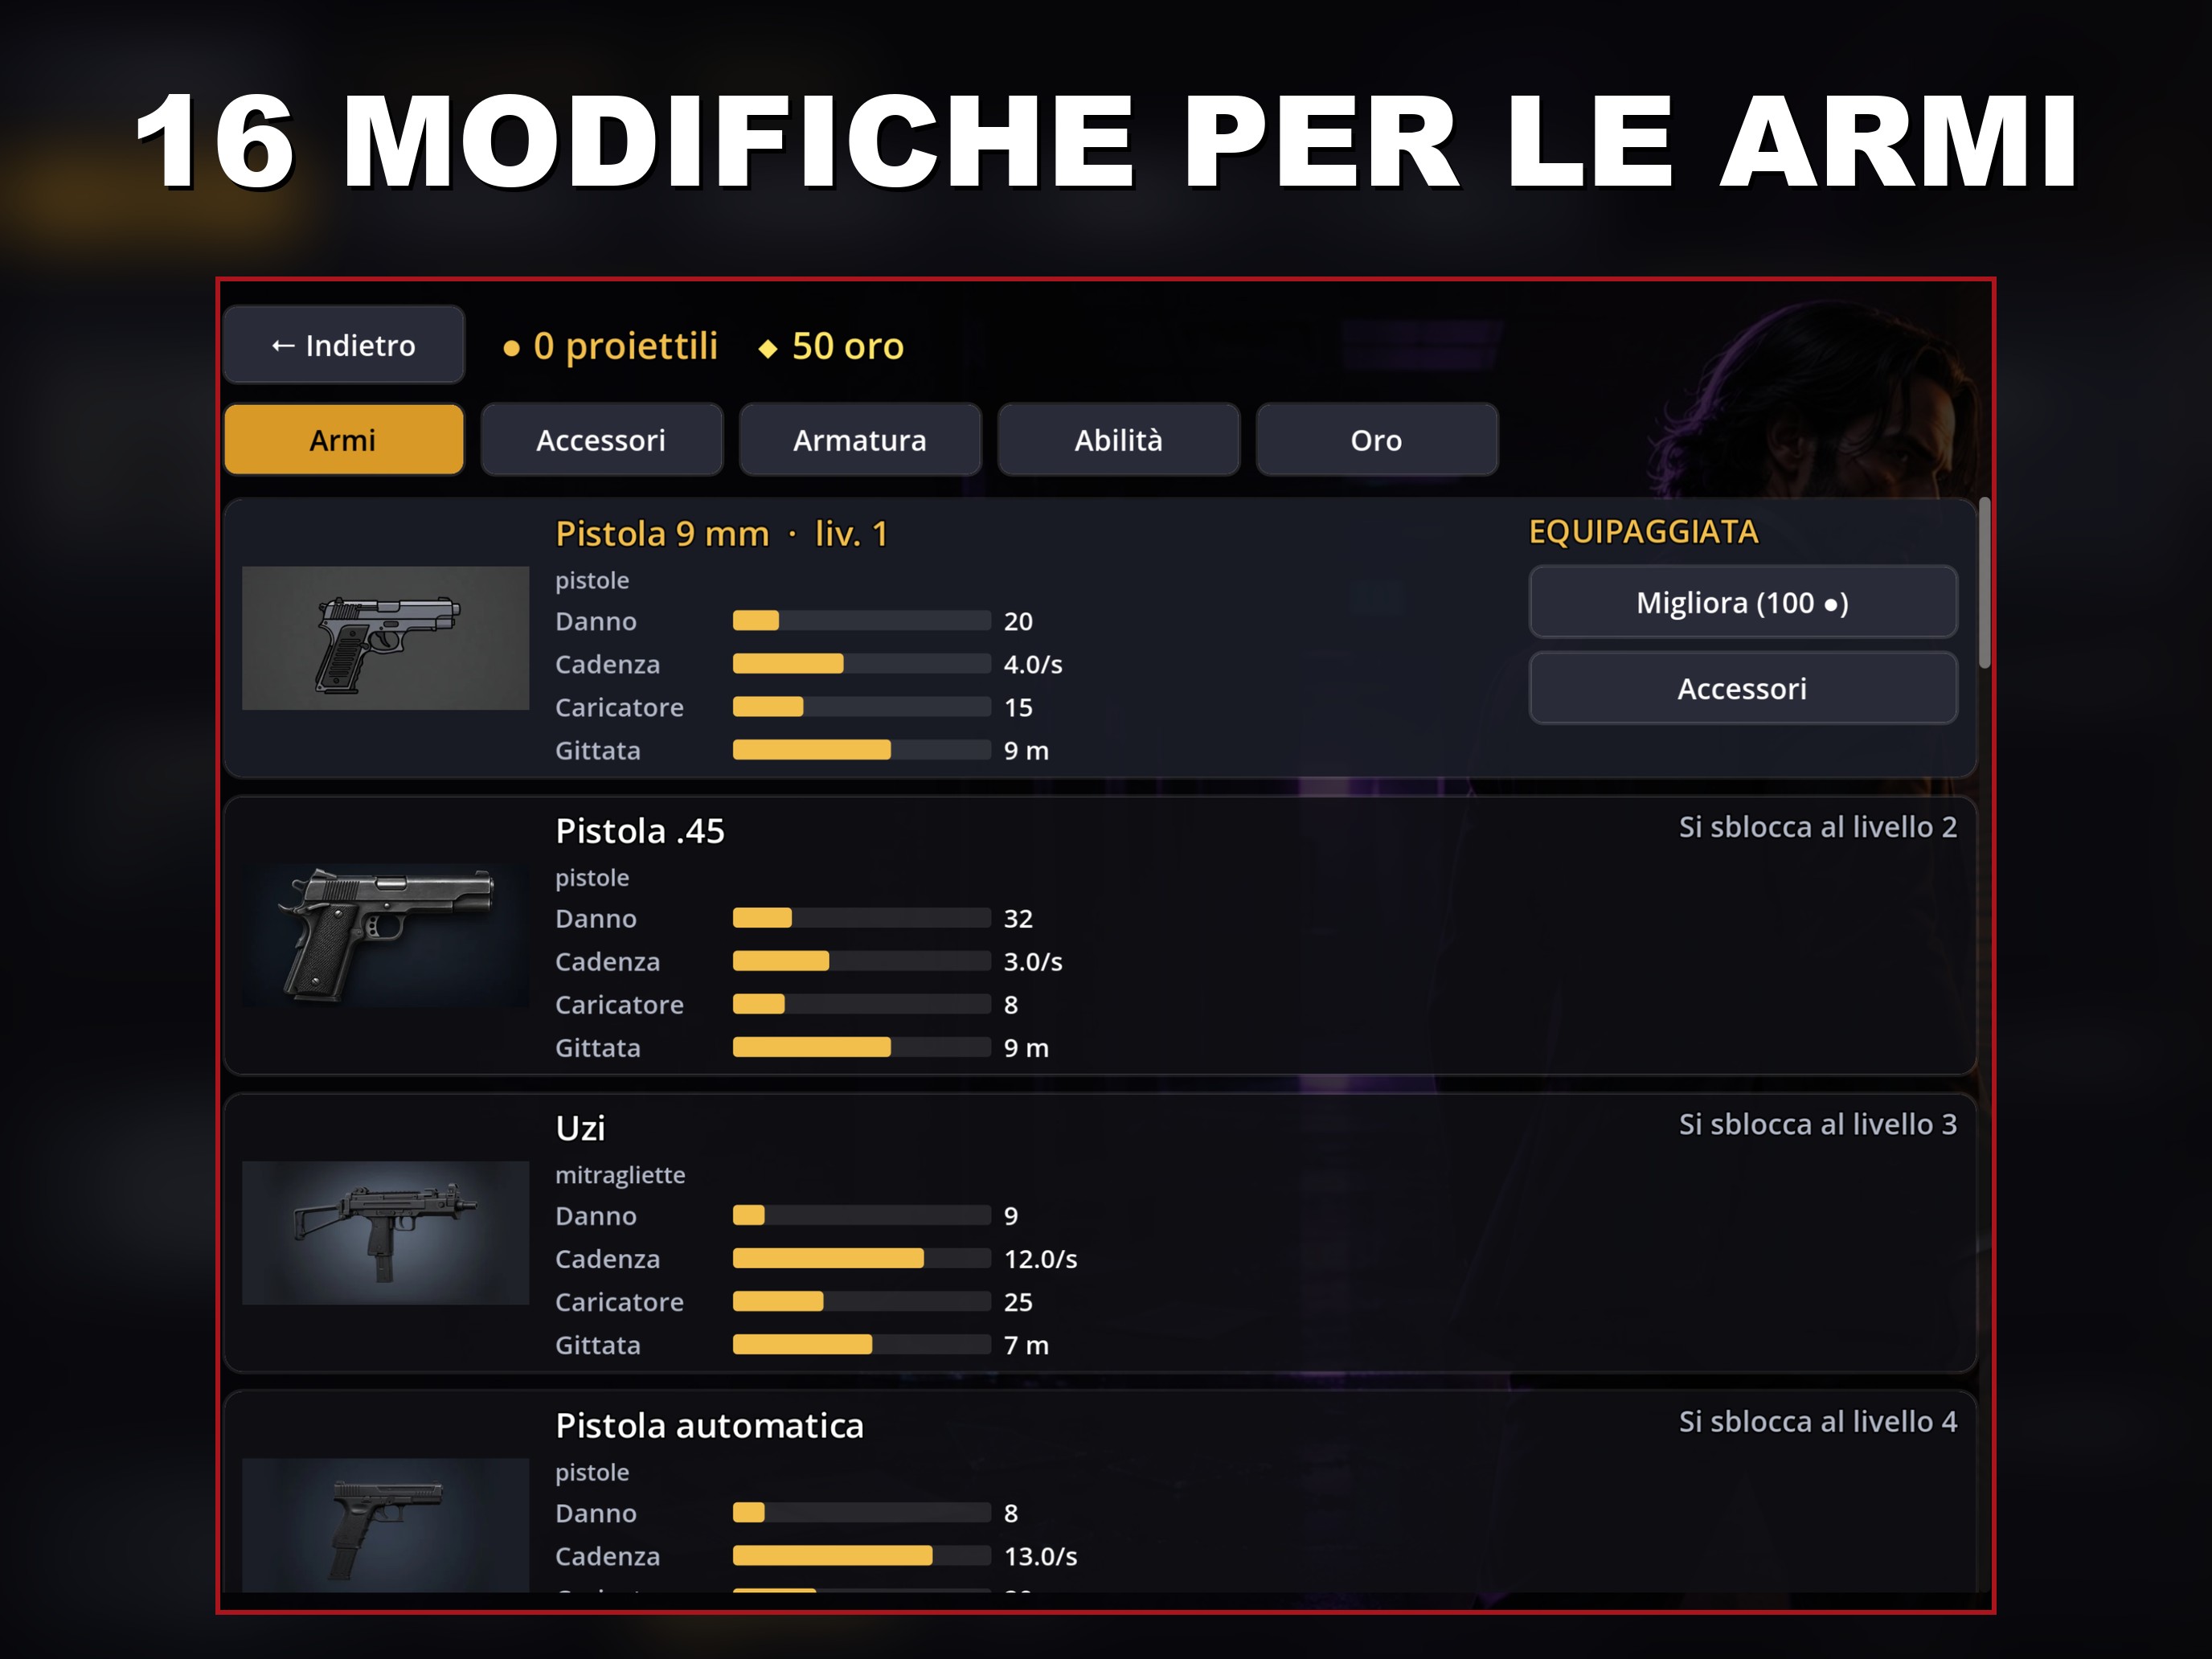 16 MODIFICHE PER LE ARMI
← Indietro
● 0 proiettili ◆ 50 oro
Armi
Accessori
Armatura
Abilità
Oro
Pistola 9 mm · liv. 1
pistole
Danno 20
Cadenza 4.0/s
Caricatore 15
Gittata 9 m
EQUIPAGGIATA
Migliora (100 ●)
Accessori
Pistola .45
pistole
Danno 32
Cadenza 3.0/s
Caricatore 8
Gittata 9 m
Si sblocca al livello 2
Uzi
mitragliette
Danno 9
Cadenza 12.0/s
Caricatore 25
Gittata 7 m
Si sblocca al livello 3
Pistola automatica
pistole
Danno 8
Cadenza 13.0/s
Si sblocca al livello 4